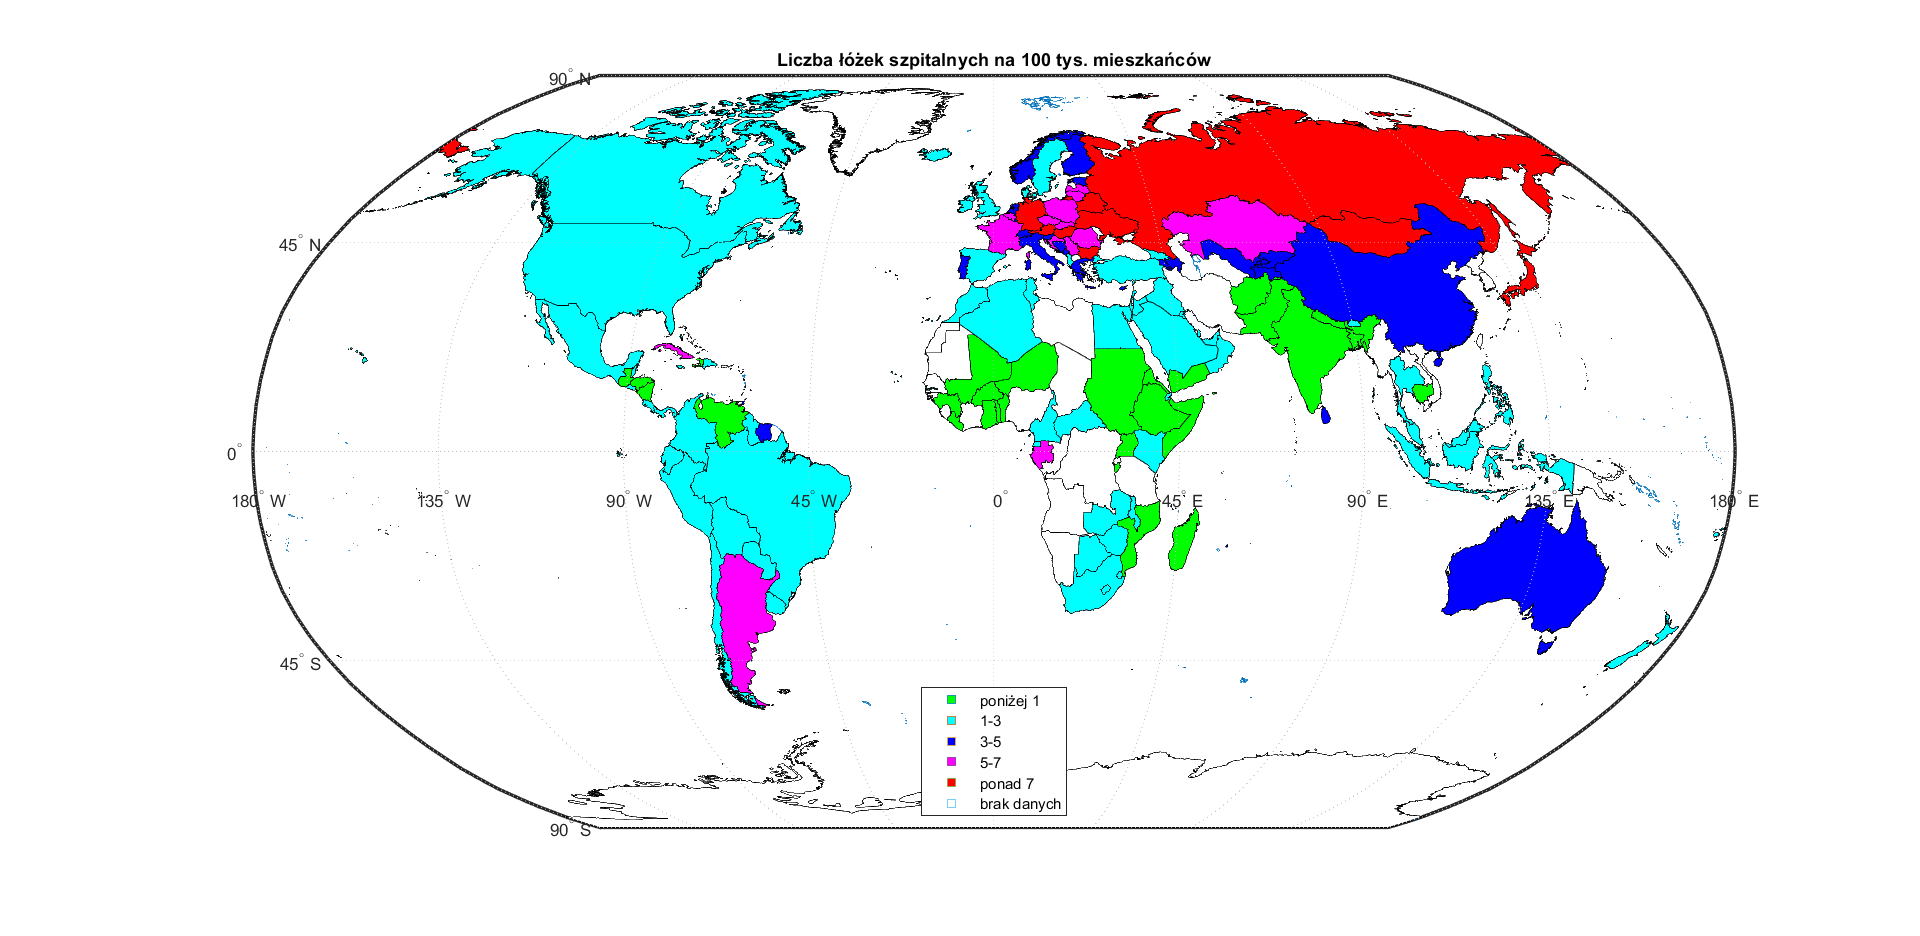 Liczba łóżek szpitalnych na 100 tys. mieszkańców
90° N
45° N
0°
180° W
135° W
90° W
45° W
0°
45° E
90° E
135° E
180° E
45° S
90° S
poniżej 1
1-3
3-5
5-7
ponad 7
brak danych